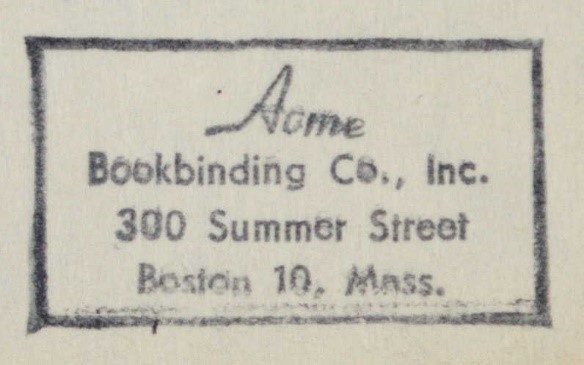 Acme
Bookbinding Co., Inc.
300 Summer Street
Boston 10, Mass.